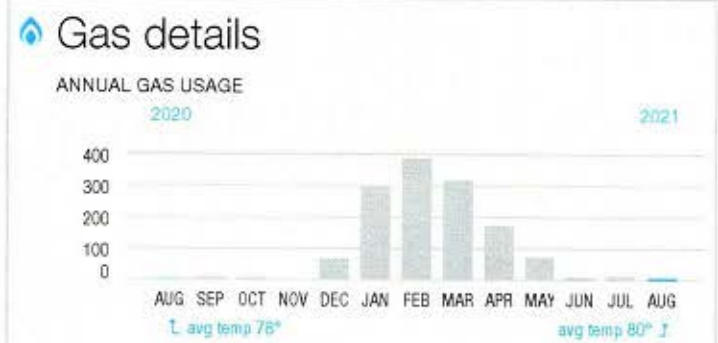 Gas details
ANNUAL GAS USAGE
2020 2021
400
300
200
100
0
AUG SEP OCT NOV DEC JAN FEB MAR APR MAY JUN JUL AUG
avg temp 78° avg temp 80°